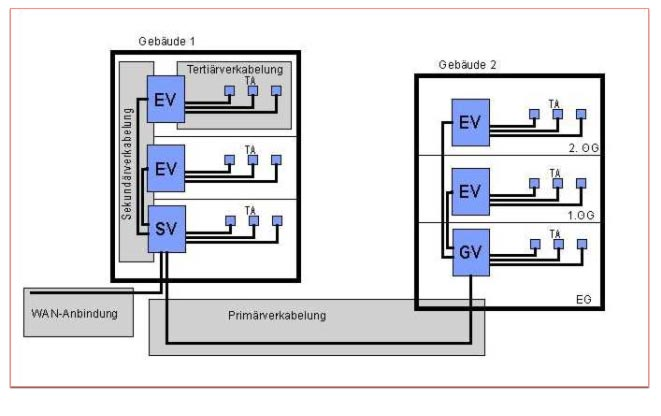 Gebäude 1
Tertiärverkabelung
TA
EV
Sekundärverkabelung
EV
TA
SV
TA
WAN-Anbindung
Primärverkabelung
Gebäude 2
EV
TA
2. OG
EV
TA
1.OG
GV
TA
EG